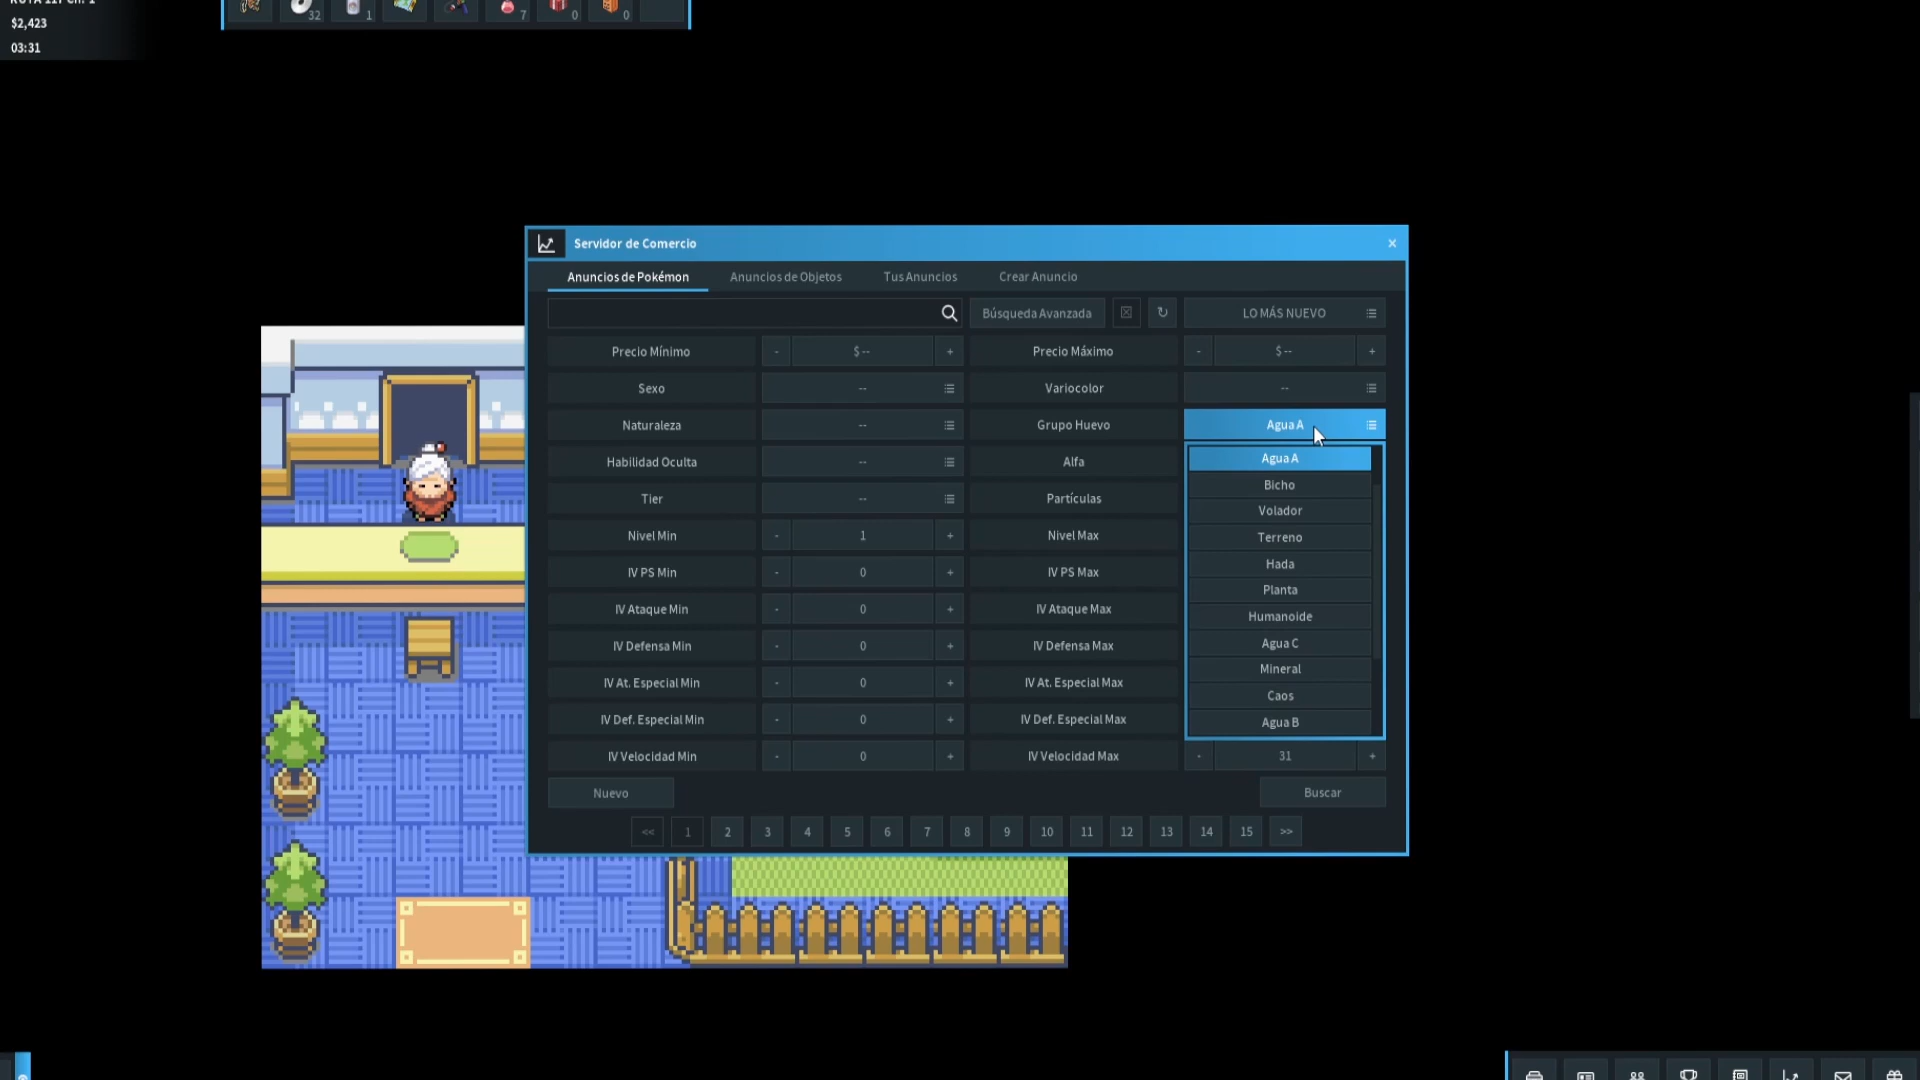 $2,423
03:31
32
1
7
0
0
Servidor de Comercio
×
Anuncios de Pokémon Anuncios de Objetos Tus Anuncios Crear Anuncio
Búsqueda Avanzada LO MÁS NUEVO
Precio Mínimo - $ -- + Precio Máximo - $ -- +
Sexo -- Variocolor --
Naturaleza -- Grupo Huevo Agua A
Habilidad Oculta -- Alfa
Tier -- Partículas
Nivel Min - 1 + Nivel Max
IV PS Min - 0 + IV PS Max
IV Ataque Min - 0 + IV Ataque Max
IV Defensa Min - 0 + IV Defensa Max
IV At. Especial Min - 0 + IV At. Especial Max
IV Def. Especial Min - 0 + IV Def. Especial Max
IV Velocidad Min - 0 + IV Velocidad Max - 31 +
Agua A
Bicho
Volador
Terreno
Hada
Planta
Humanoide
Agua C
Mineral
Caos
Agua B
Nuevo Buscar
<< 1 2 3 4 5 6 7 8 9 10 11 12 13 14 15 >>